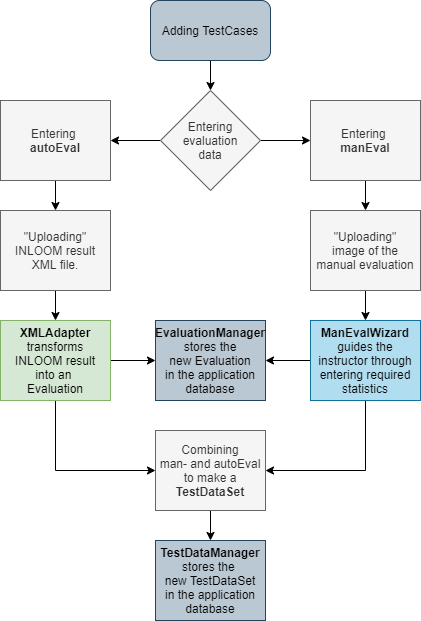 Adding TestCases
Entering
evaluation
data
Entering
autoEval
Entering
manEval
"Uploading"
INLOOM result
XML file.
"Uploading"
image of the
manual evaluation
XMLAdapter
transforms
INLOOM result
into an
Evaluation
EvaluationManager
stores the
new Evaluation
in the application
database
ManEvalWizard
guides the
instructor through
entering required
statistics
Combining
man- and autoEval
to make a
TestDataSet
TestDataManager
stores the
new TestDataSet
in the application
database